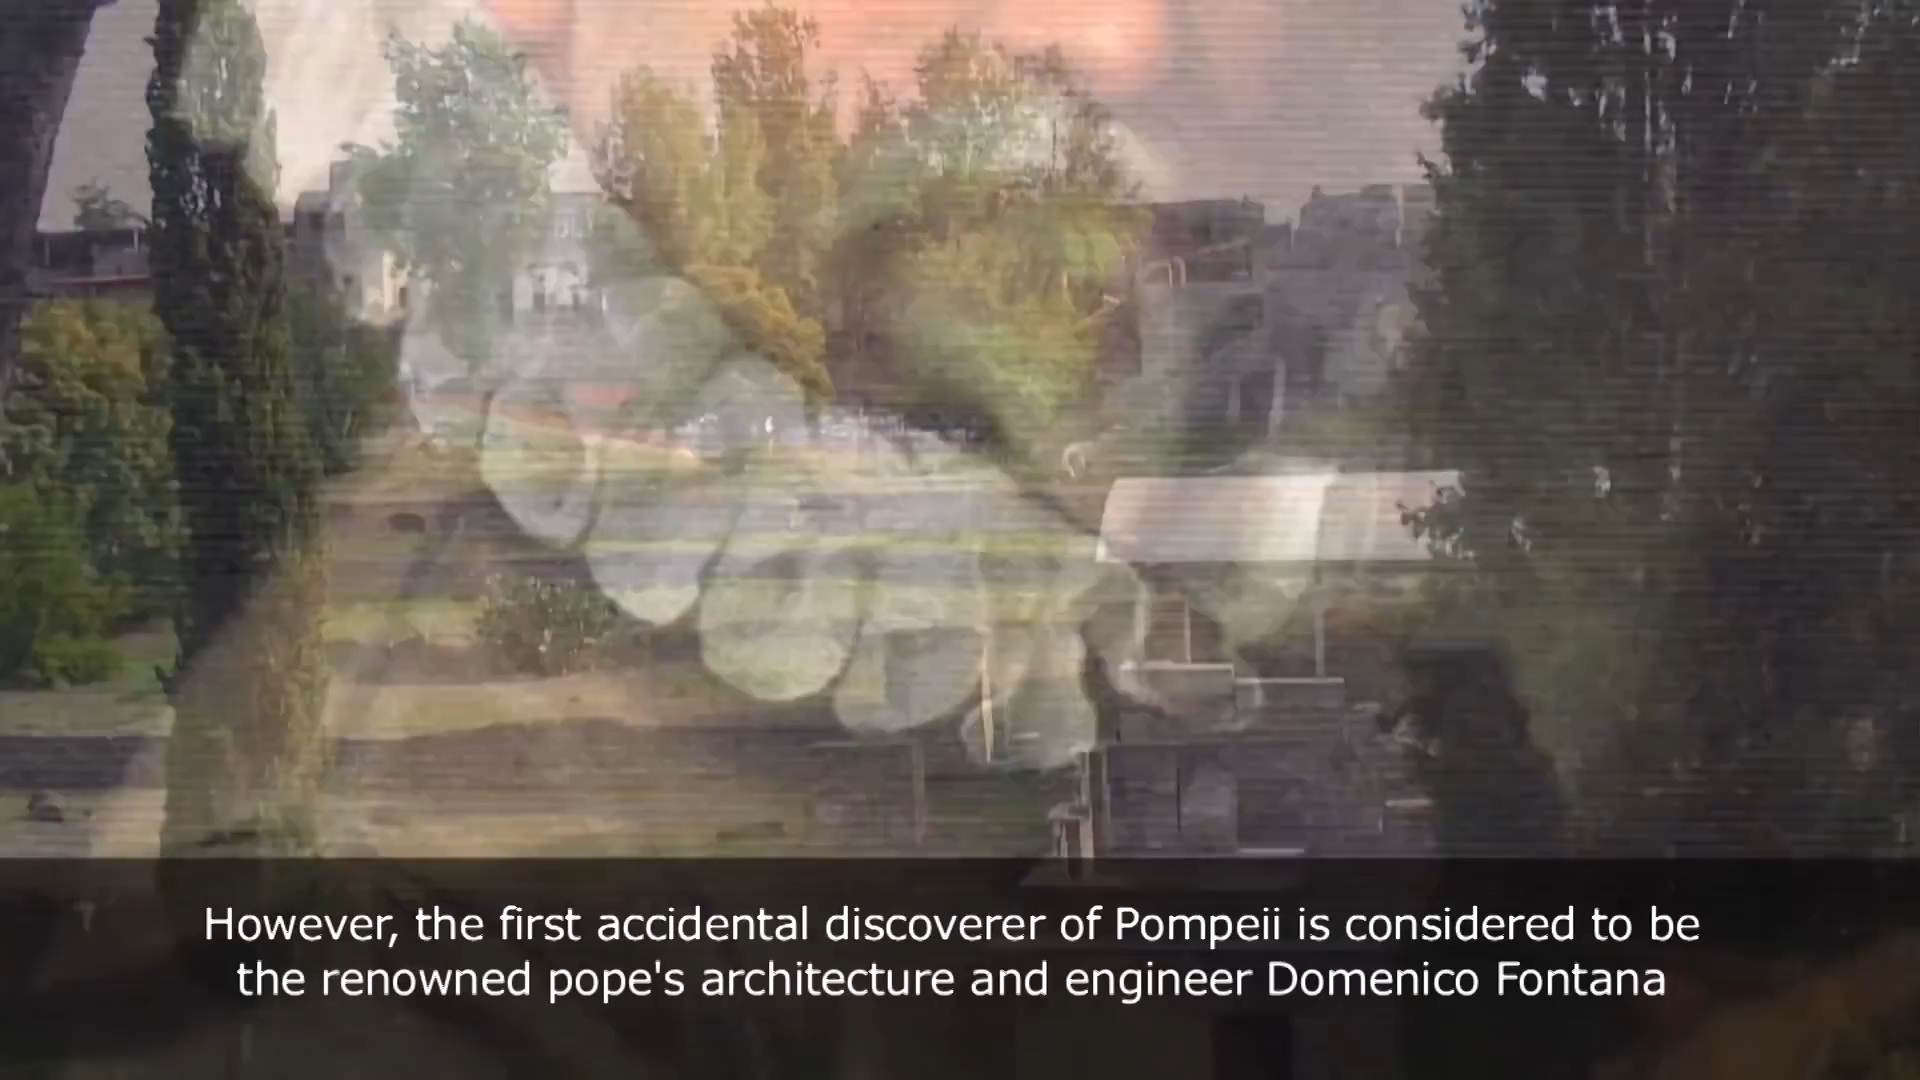 However, the first accidental discoverer of Pompeii is considered to be
the renowned pope's architecture and engineer Domenico Fontana